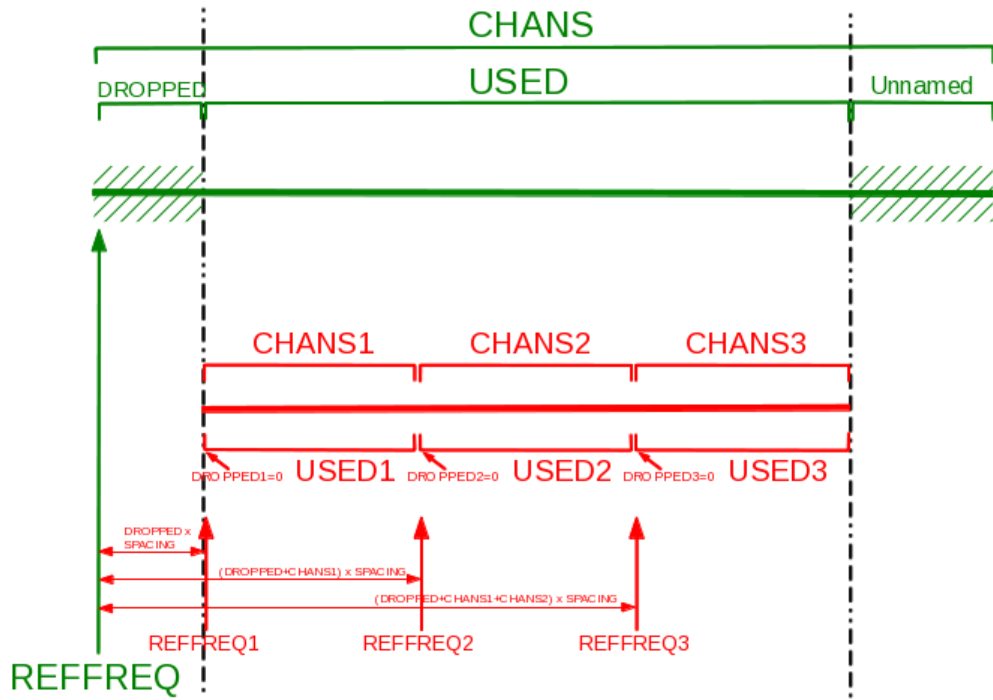 CHANS
DROPPED USED Unnamed
CHANS1 CHANS2 CHANS3
DROPPED1=0 USED1 DROPPED2=0 USED2 DROPPED3=0 USED3
DROPPED x
SPACING
(DROPPED+CHANS1) x SPACING
(DROPPED+CHANS1+CHANS2) x SPACING
REFFREQ1 REFFREQ2 REFFREQ3
REFFREQ